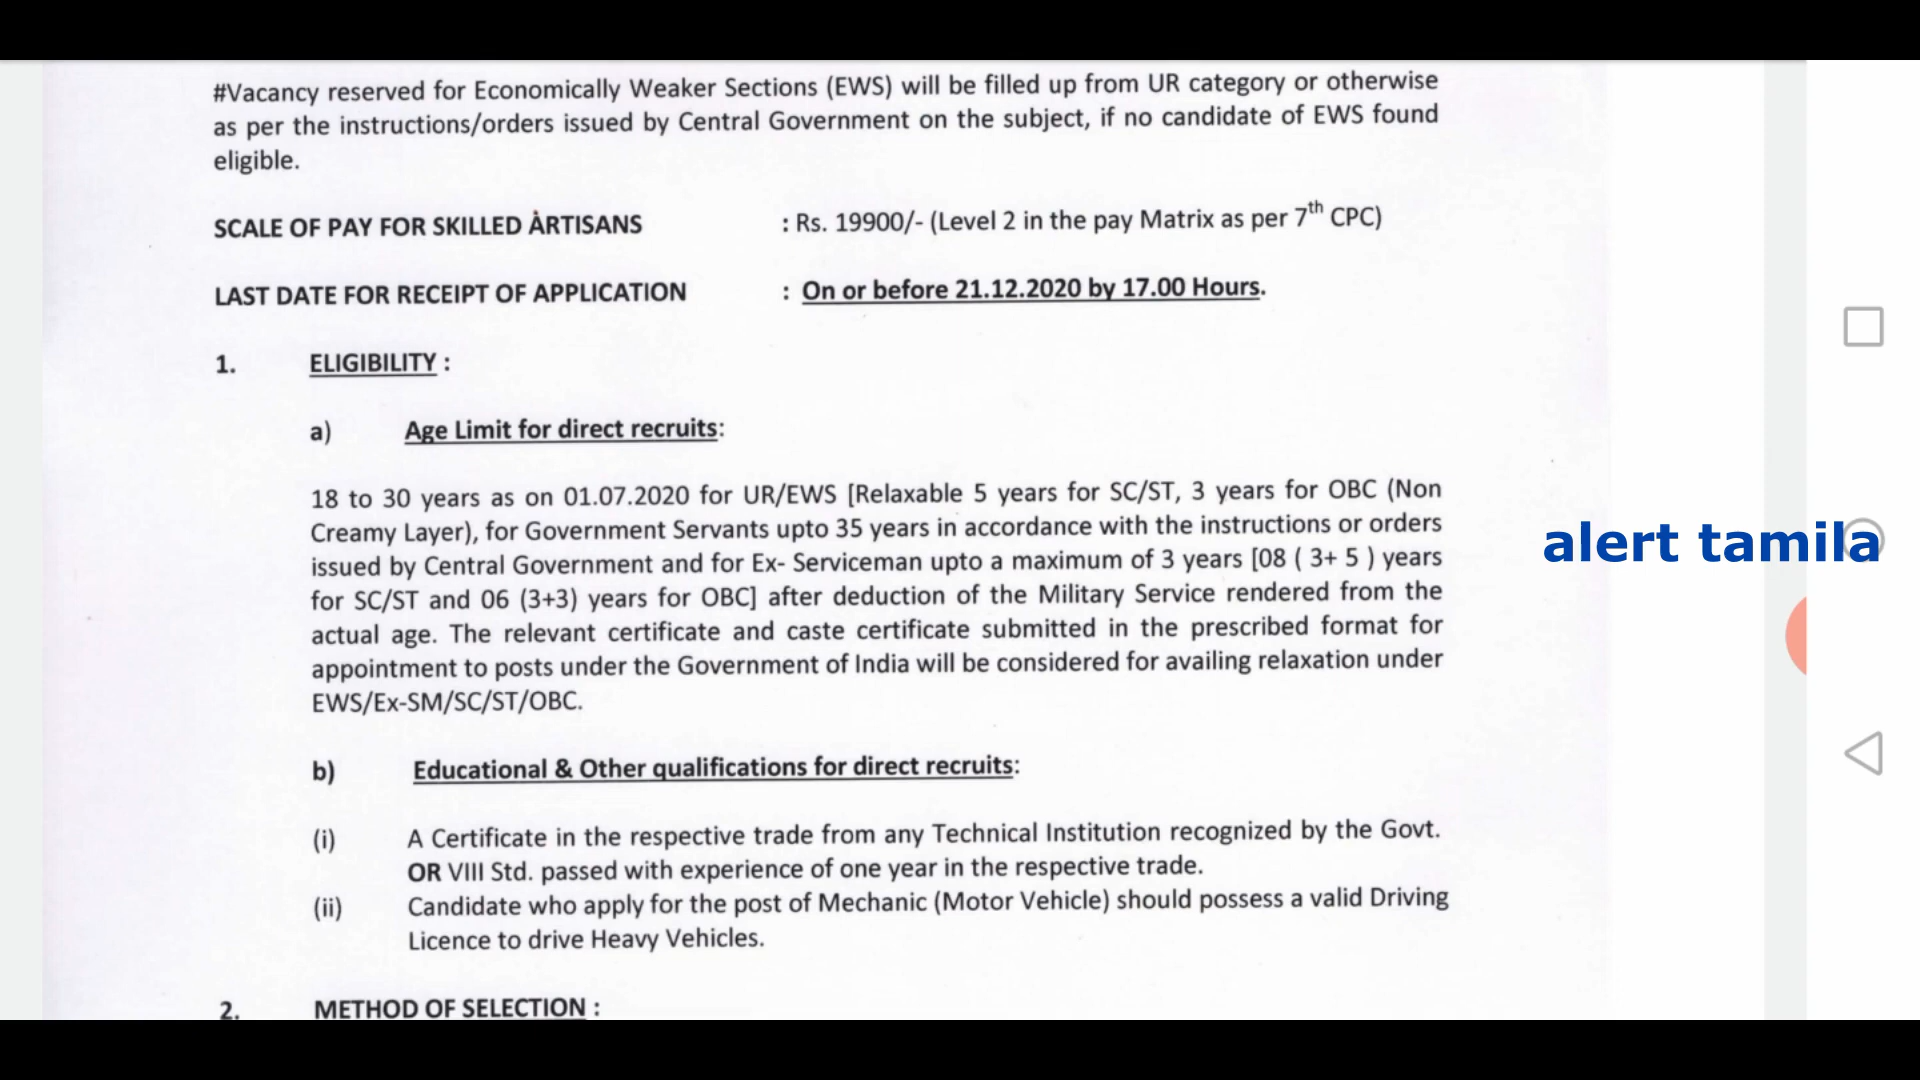 #Vacancy reserved for Economically Weaker Sections (EWS) will be filled up from UR category or otherwise
as per the instructions/orders issued by Central Government on the subject, if no candidate of EWS found
eligible.
SCALE OF PAY FOR SKILLED ARTISANS : Rs. 19900/- (Level 2 in the pay Matrix as per 7th CPC)
LAST DATE FOR RECEIPT OF APPLICATION : On or before 21.12.2020 by 17.00 Hours.
1. ELIGIBILITY :
a) Age Limit for direct recruits:
18 to 30 years as on 01.07.2020 for UR/EWS [Relaxable 5 years for SC/ST, 3 years for OBC (Non
Creamy Layer), for Government Servants upto 35 years in accordance with the instructions or orders
issued by Central Government and for Ex- Serviceman upto a maximum of 3 years [08 ( 3+ 5 ) years
for SC/ST and 06 (3+3) years for OBC] after deduction of the Military Service rendered from the
actual age. The relevant certificate and caste certificate submitted in the prescribed format for
appointment to posts under the Government of India will be considered for availing relaxation under
EWS/Ex-SM/SC/ST/OBC.
alert tamila
b) Educational & Other qualifications for direct recruits:
(i) A Certificate in the respective trade from any Technical Institution recognized by the Govt.
OR VIII Std. passed with experience of one year in the respective trade.
(ii) Candidate who apply for the post of Mechanic (Motor Vehicle) should possess a valid Driving
Licence to drive Heavy Vehicles.
2. METHOD OF SELECTION :